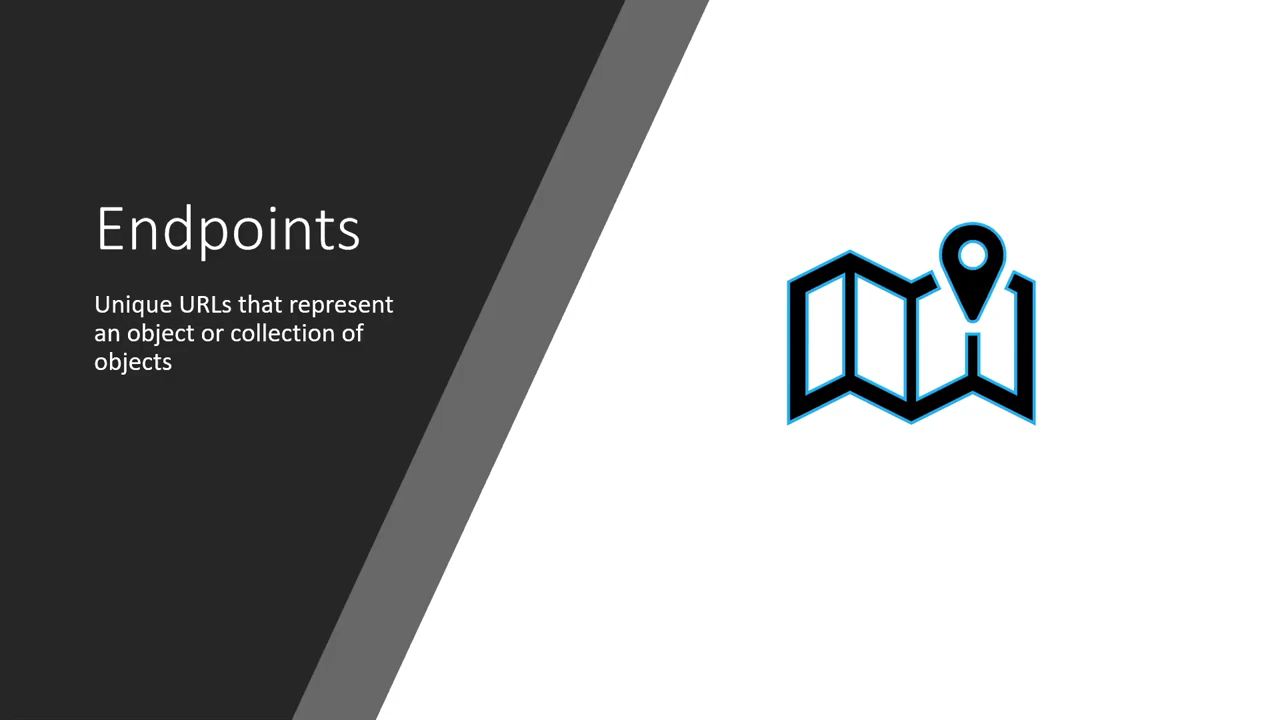 Endpoints
Unique URLs that represent
an object or collection of
objects